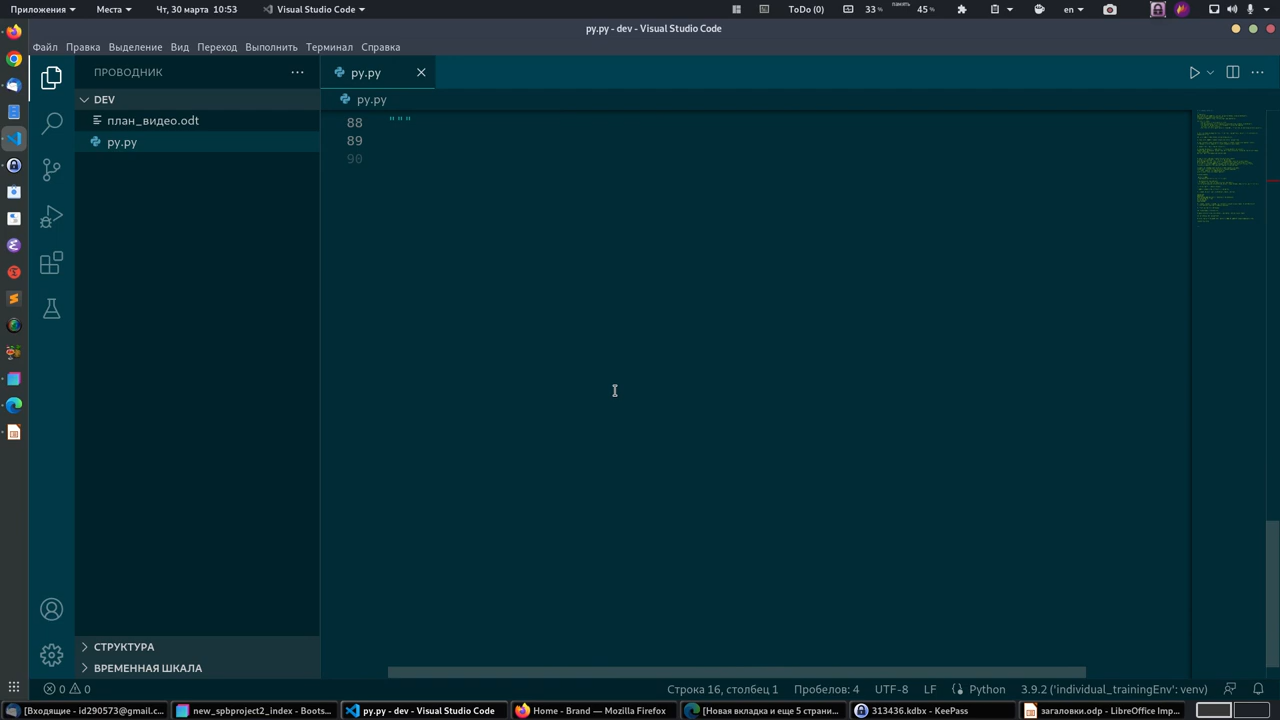 Приложения Места Чт, 30 марта 10:53 Visual Studio Code ToDo (0) 33 % память 45 % en
py.py - dev - Visual Studio Code
Файл Правка Выделение Вид Переход Выполнить Терминал Справка
ПРОВОДНИК ···
py.py
DEV
py.py
план_видео.odt
py.py
88 """
89
90
СТРУКТУРА
ВРЕМЕННАЯ ШКАЛА
0 0 Строка 16, столбец 1 Пробелов: 4 UTF-8 LF Python 3.9.2 ('individual_trainingEnv': venv)
[Входящие - id290573@gmail.c... new_spbproject2_index - Boots... py.py - dev - Visual Studio Code Home - Brand — Mozilla Firefox [Новая вкладка и еще 5 страни... 313436.kdbx - KeePass загаловки.odp - LibreOffice Imp...